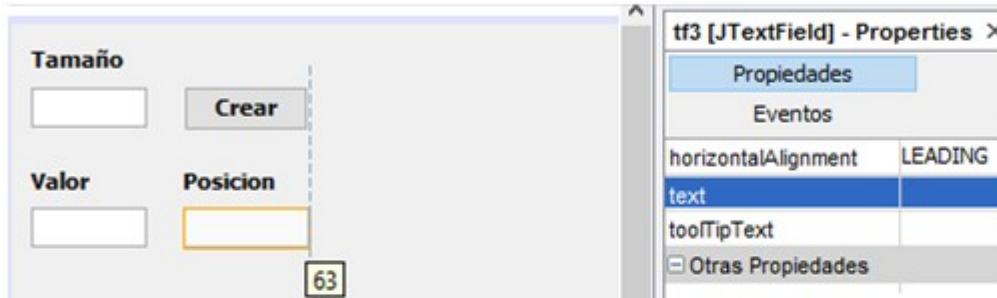 Tamaño
Crear
Valor Posicion
63
tf3 [JTextField] - Properties ×
Propiedades
Eventos
horizontalAlignment LEADING
text
toolTipText
Otras Propiedades